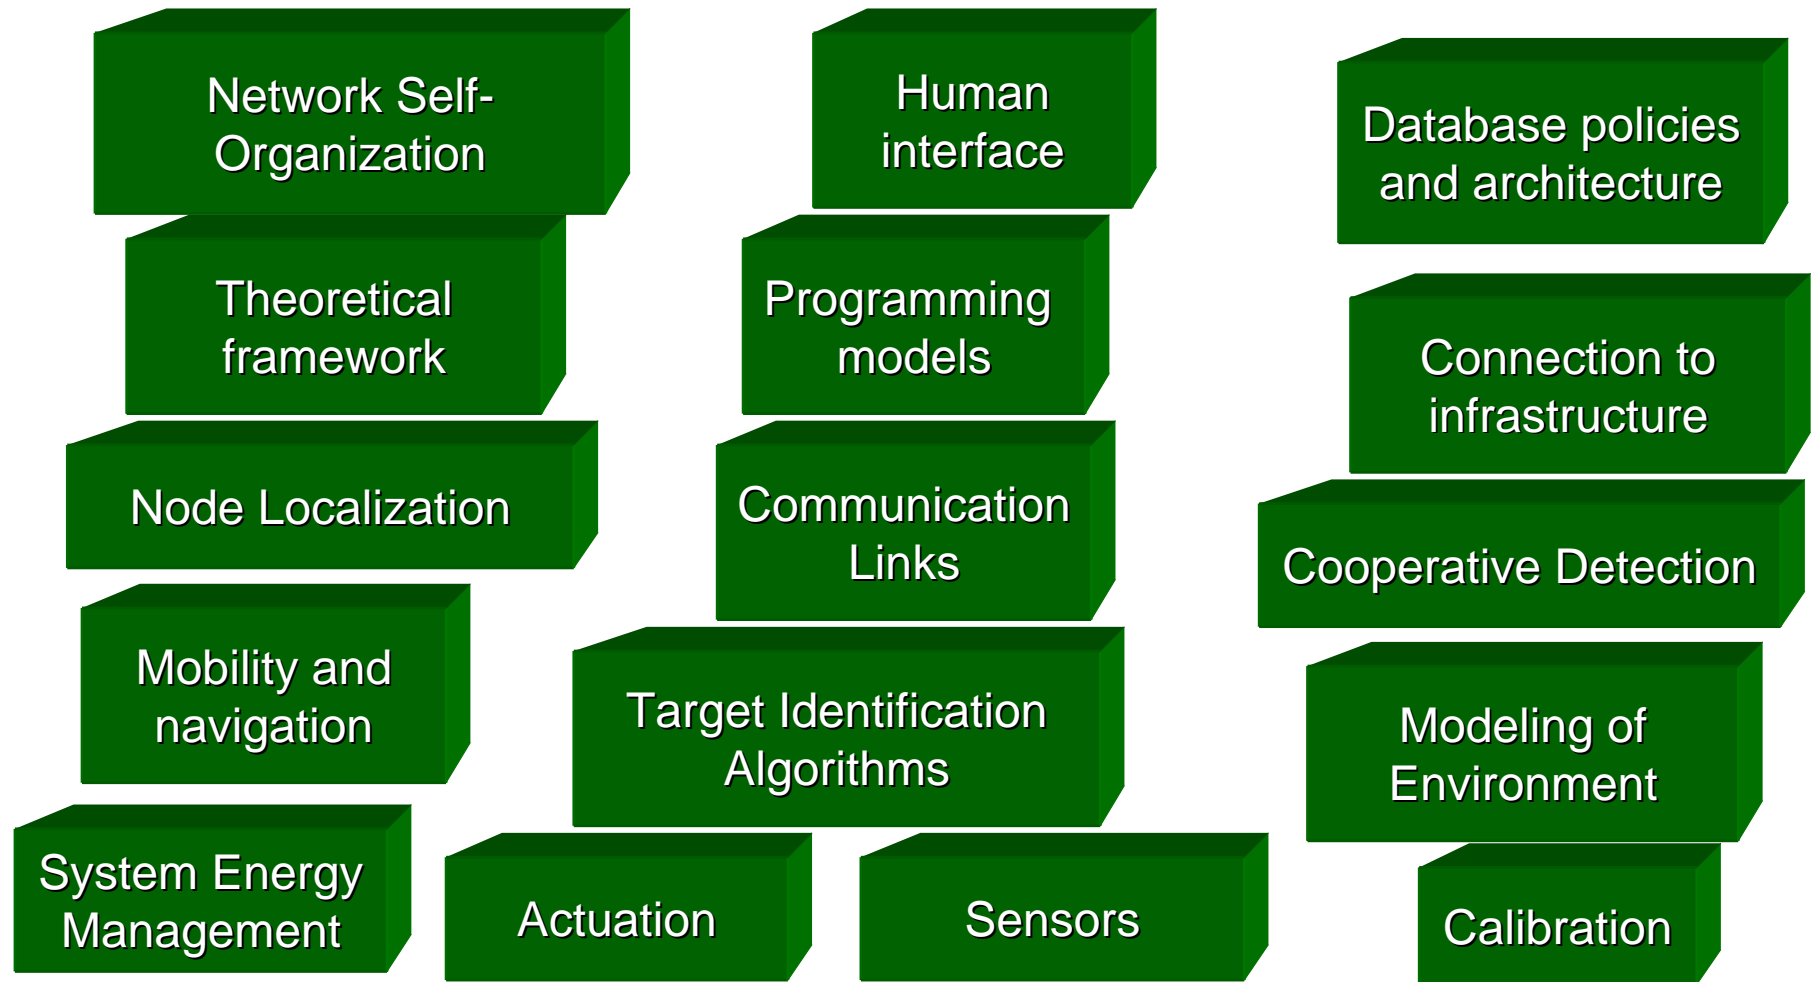 Network Self-
Organization
Human
interface
Database policies
and architecture
Theoretical
framework
Programming
models
Connection to
infrastructure
Node Localization
Communication
Links
Cooperative Detection
Mobility and
navigation
Target Identification
Algorithms
Modeling of
Environment
System Energy
Management
Actuation
Sensors
Calibration